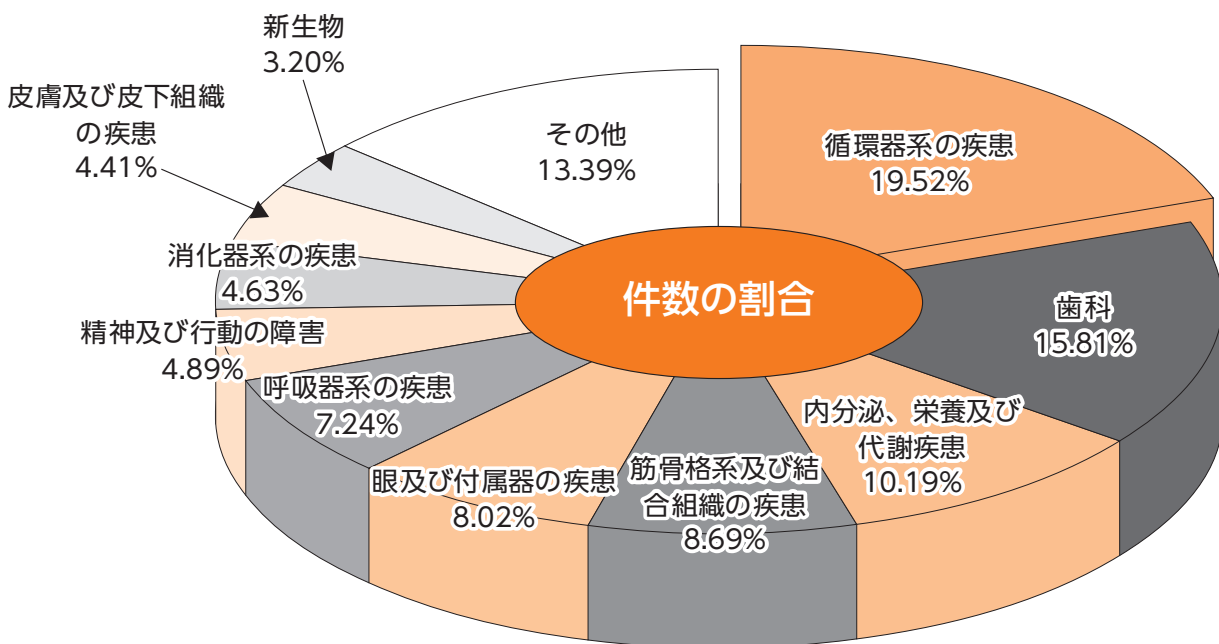 新生物
3.20%
皮膚及び皮下組織
の疾患
4.41%
その他
13.39%
循環器系の疾患
19.52%
消化器系の疾患
4.63%
件数の割合
歯科
15.81%
精神及び行動の障害
4.89%
呼吸器系の疾患
7.24%
内分泌、栄養及び
代謝疾患
10.19%
眼及び付属器の疾患
8.02%
筋骨格系及び結
合組織の疾患
8.69%